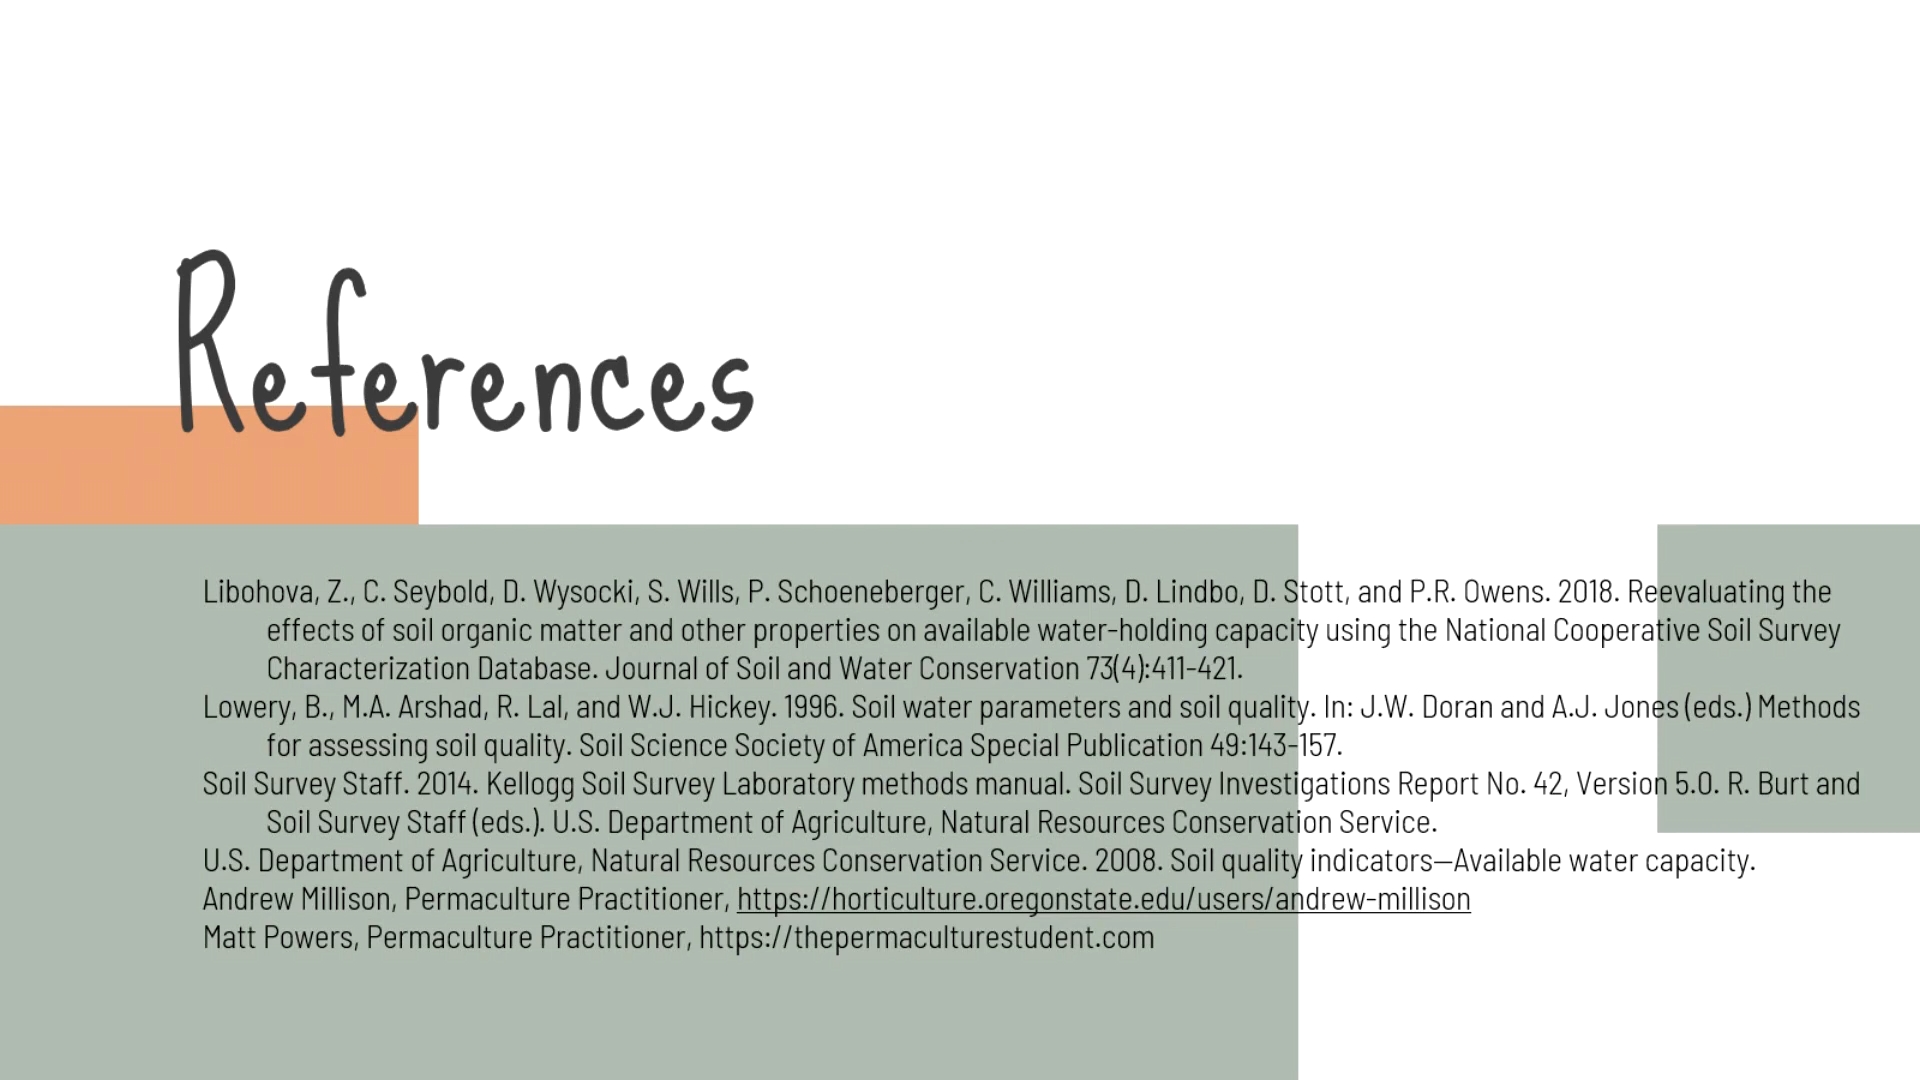 References
Libohova, Z., C. Seybold, D. Wysocki, S. Wills, P. Schoeneberger, C. Williams, D. Lindbo, D. Stott, and P.R. Owens. 2018. Reevaluating the
effects of soil organic matter and other properties on available water-holding capacity using the National Cooperative Soil Survey
Characterization Database. Journal of Soil and Water Conservation 73(4):411-421.
Lowery, B., M.A. Arshad, R. Lal, and W.J. Hickey. 1996. Soil water parameters and soil quality. In: J.W. Doran and A.J. Jones (eds.) Methods
for assessing soil quality. Soil Science Society of America Special Publication 49:143-157.
Soil Survey Staff. 2014. Kellogg Soil Survey Laboratory methods manual. Soil Survey Investigations Report No. 42, Version 5.0. R. Burt and
Soil Survey Staff (eds.). U.S. Department of Agriculture, Natural Resources Conservation Service.
U.S. Department of Agriculture, Natural Resources Conservation Service. 2008. Soil quality indicators—Available water capacity.
Andrew Millison, Permaculture Practitioner, https://horticulture.oregonstate.edu/users/andrew-millison
Matt Powers, Permaculture Practitioner, https://thepermaculturestudent.com